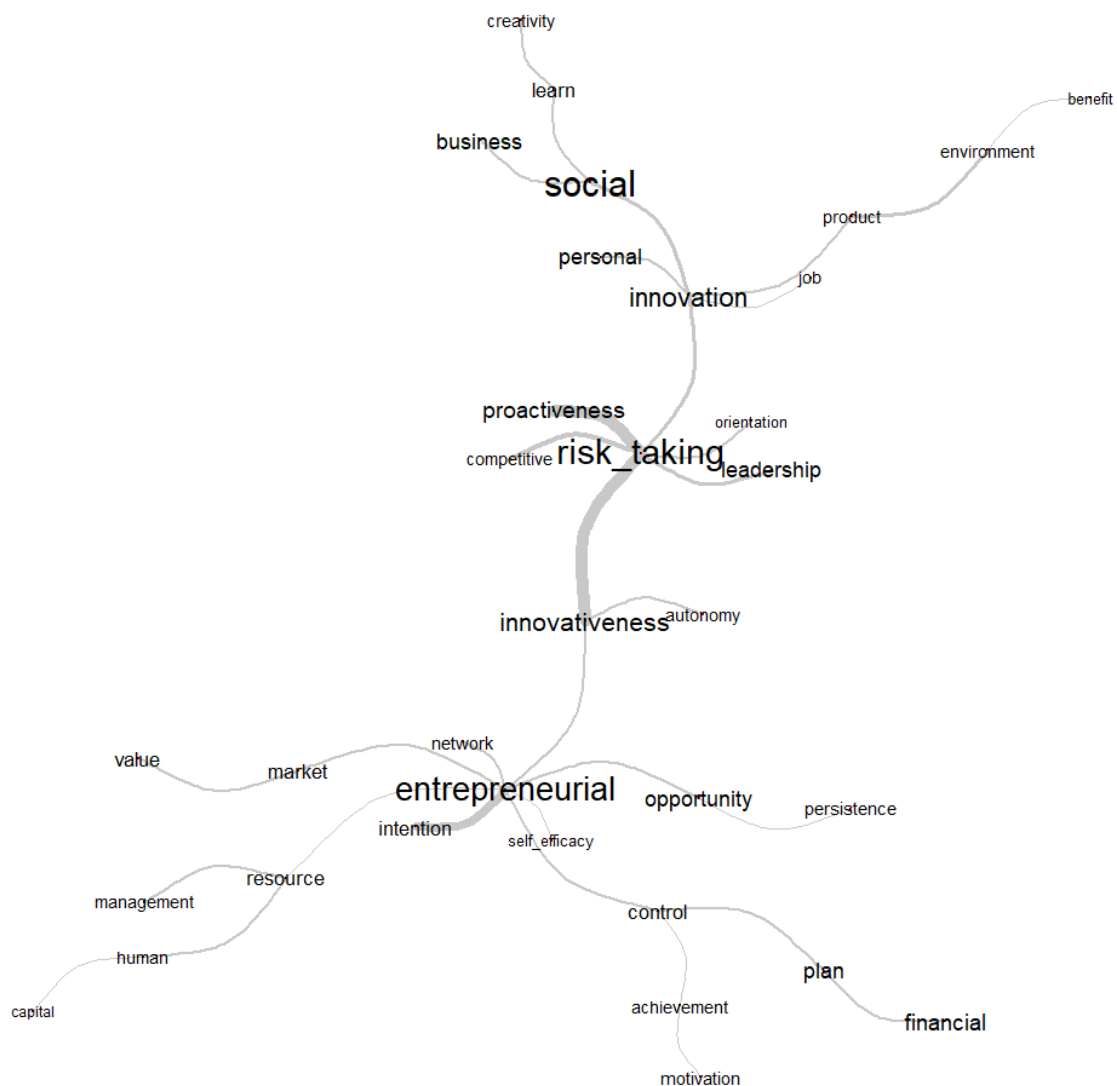 creativity
learn
benefit
business
environment
social
product
personal
job
innovation
proactiveness
orientation
competitive
risk_taking
leadership
innovativeness
autonomy
network
value
market
entrepreneurial
opportunity
persistence
intention
self_efficacy
resource
management
control
human
plan
capital
achievement
financial
motivation